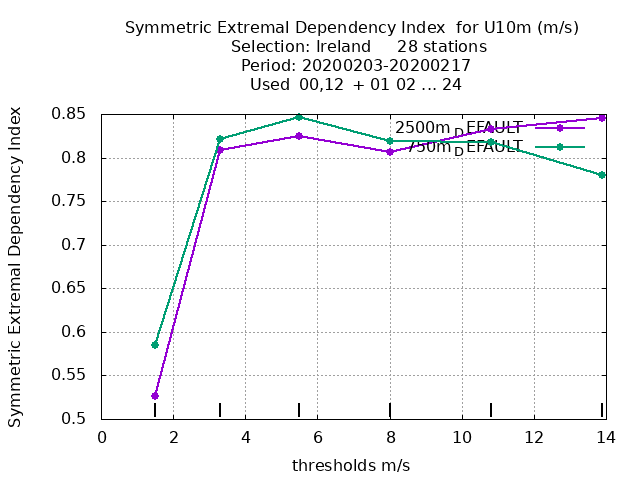 Symmetric Extremal Dependency Index  for U10m (m/s)
Selection: Ireland     28 stations
Period: 20200203-20200217
Used  00,12  + 01 02 ... 24
Symmetric Extremal Dependency Index
0.85
0.8
0.75
0.7
0.65
0.6
0.55
0.5
2500m_DEFAULT
750m_DEFAULT
0 2 4 6 8 10 12 14
thresholds m/s